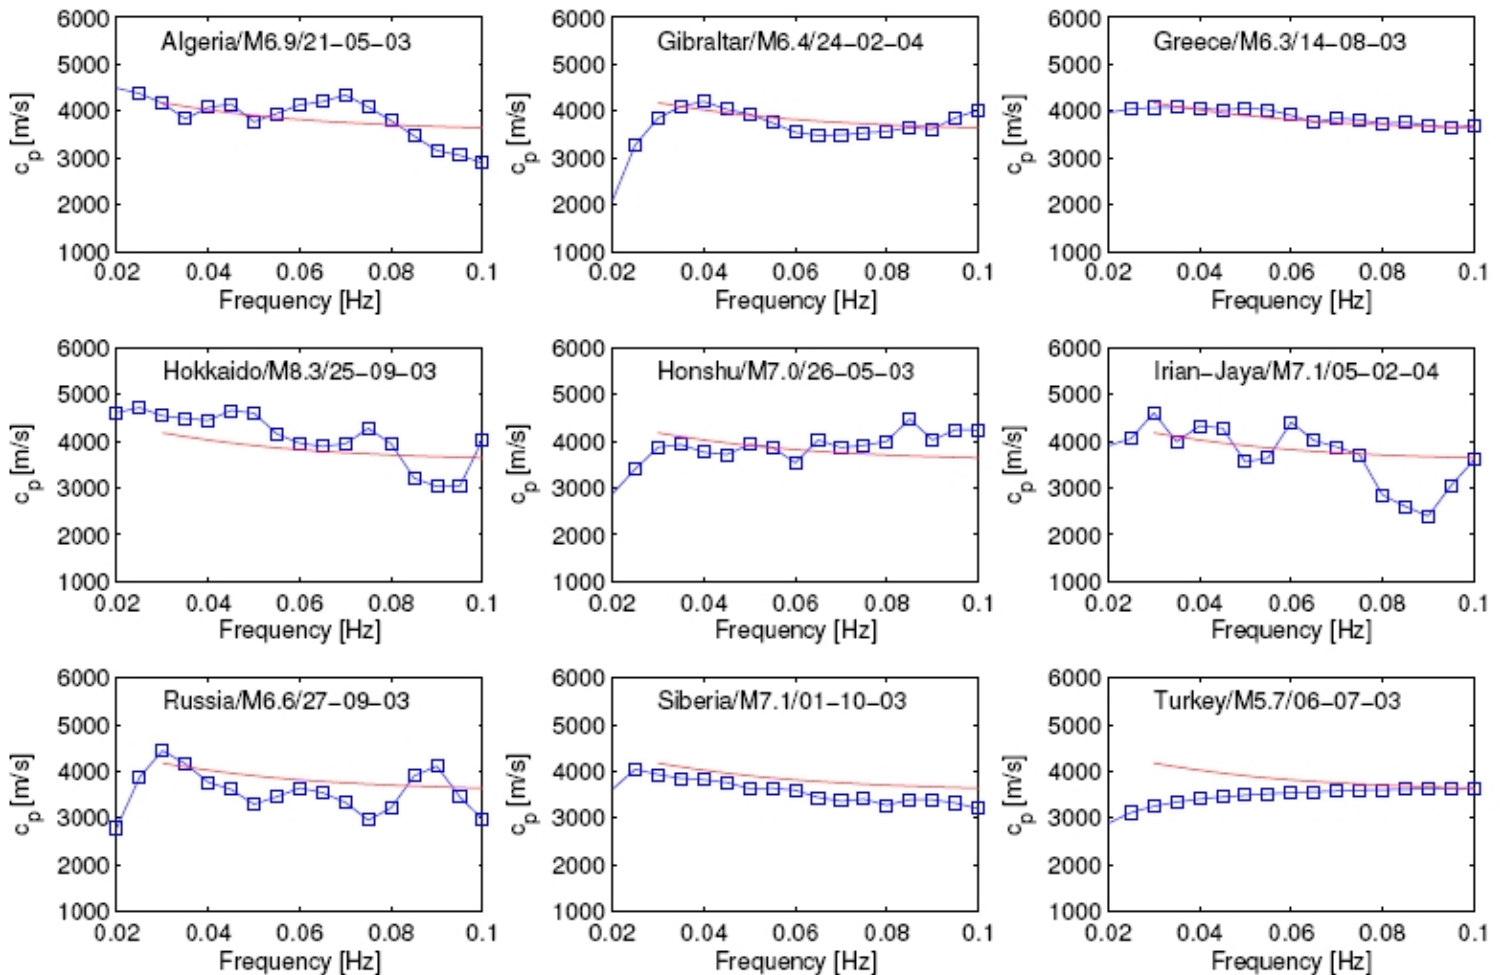 6000
5000
4000
3000
2000
1000
c_p [m/s]
Algeria/M6.9/21-05-03
0.02 0.04 0.06 0.08 0.1
Frequency [Hz]
6000
5000
4000
3000
2000
1000
c_p [m/s]
Gibraltar/M6.4/24-02-04
0.02 0.04 0.06 0.08 0.1
Frequency [Hz]
6000
5000
4000
3000
2000
1000
c_p [m/s]
Greece/M6.3/14-08-03
0.02 0.04 0.06 0.08 0.1
Frequency [Hz]
6000
5000
4000
3000
2000
1000
c_p [m/s]
Hokkaido/M8.3/25-09-03
0.02 0.04 0.06 0.08 0.1
Frequency [Hz]
6000
5000
4000
3000
2000
1000
c_p [m/s]
Honshu/M7.0/26-05-03
0.02 0.04 0.06 0.08 0.1
Frequency [Hz]
6000
5000
4000
3000
2000
1000
c_p [m/s]
Irian-Jaya/M7.1/05-02-04
0.02 0.04 0.06 0.08 0.1
Frequency [Hz]
6000
5000
4000
3000
2000
1000
c_p [m/s]
Russia/M6.6/27-09-03
0.02 0.04 0.06 0.08 0.1
Frequency [Hz]
6000
5000
4000
3000
2000
1000
c_p [m/s]
Siberia/M7.1/01-10-03
0.02 0.04 0.06 0.08 0.1
Frequency [Hz]
6000
5000
4000
3000
2000
1000
c_p [m/s]
Turkey/M5.7/06-07-03
0.02 0.04 0.06 0.08 0.1
Frequency [Hz]